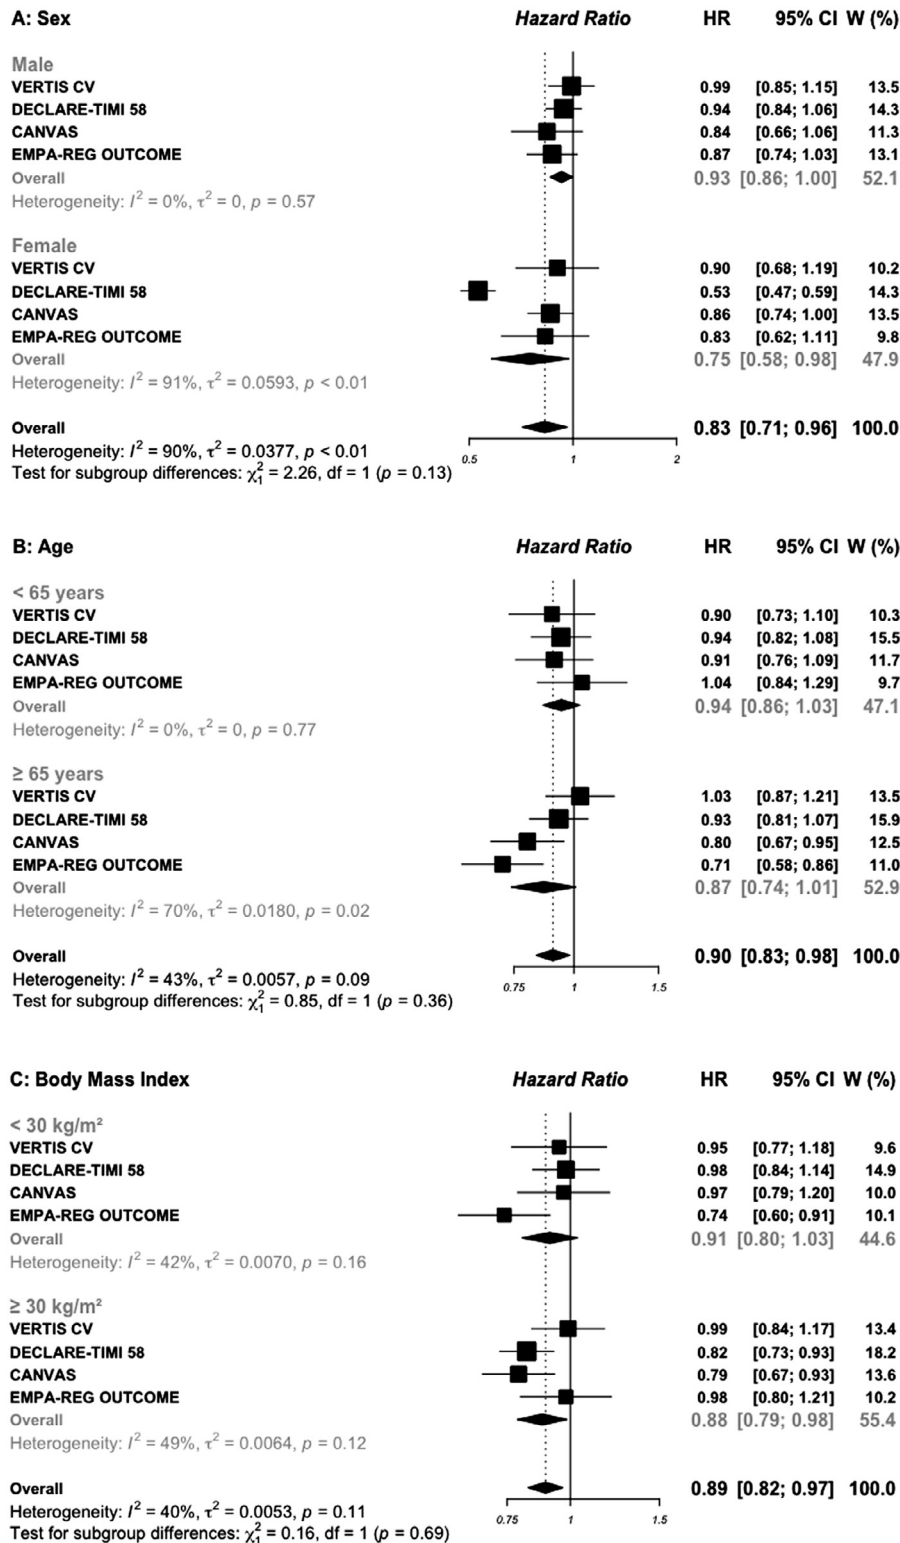 A: Sex Hazard Ratio HR 95% CI W (%)
Male
VERTIS CV 0.99 [0.85; 1.15] 13.5
DECLARE-TIMI 58 0.94 [0.84; 1.06] 14.3
CANVAS 0.84 [0.66; 1.06] 11.3
EMPA-REG OUTCOME 0.87 [0.74; 1.03] 13.1
Overall 0.93 [0.86; 1.00] 52.1
Heterogeneity: I² = 0%, τ² = 0, p = 0.57
Female
VERTIS CV 0.90 [0.68; 1.19] 10.2
DECLARE-TIMI 58 0.53 [0.47; 0.59] 14.3
CANVAS 0.86 [0.74; 1.00] 13.5
EMPA-REG OUTCOME 0.83 [0.62; 1.11] 9.8
Overall 0.75 [0.58; 0.98] 47.9
Heterogeneity: I² = 91%, τ² = 0.0593, p < 0.01
Overall 0.83 [0.71; 0.96] 100.0
Heterogeneity: I² = 90%, τ² = 0.0377, p < 0.01
0.5 1 2
Test for subgroup differences: χ₁² = 2.26, df = 1 (p = 0.13)
B: Age Hazard Ratio HR 95% CI W (%)
< 65 years
VERTIS CV 0.90 [0.73; 1.10] 10.3
DECLARE-TIMI 58 0.94 [0.82; 1.08] 15.5
CANVAS 0.91 [0.76; 1.09] 11.7
EMPA-REG OUTCOME 1.04 [0.84; 1.29] 9.7
Overall 0.94 [0.86; 1.03] 47.1
Heterogeneity: I² = 0%, τ² = 0, p = 0.77
≥ 65 years
VERTIS CV 1.03 [0.87; 1.21] 13.5
DECLARE-TIMI 58 0.93 [0.81; 1.07] 15.9
CANVAS 0.80 [0.67; 0.95] 12.5
EMPA-REG OUTCOME 0.71 [0.58; 0.86] 11.0
Overall 0.87 [0.74; 1.01] 52.9
Heterogeneity: I² = 70%, τ² = 0.0180, p = 0.02
Overall 0.90 [0.83; 0.98] 100.0
Heterogeneity: I² = 43%, τ² = 0.0057, p = 0.09
0.75 1 1.5
Test for subgroup differences: χ₁² = 0.85, df = 1 (p = 0.36)
C: Body Mass Index Hazard Ratio HR 95% CI W (%)
< 30 kg/m²
VERTIS CV 0.95 [0.77; 1.18] 9.6
DECLARE-TIMI 58 0.98 [0.84; 1.14] 14.9
CANVAS 0.97 [0.79; 1.20] 10.0
EMPA-REG OUTCOME 0.74 [0.60; 0.91] 10.1
Overall 0.91 [0.80; 1.03] 44.6
Heterogeneity: I² = 42%, τ² = 0.0070, p = 0.16
≥ 30 kg/m²
VERTIS CV 0.99 [0.84; 1.17] 13.4
DECLARE-TIMI 58 0.82 [0.73; 0.93] 18.2
CANVAS 0.79 [0.67; 0.93] 13.6
EMPA-REG OUTCOME 0.98 [0.80; 1.21] 10.2
Overall 0.88 [0.79; 0.98] 55.4
Heterogeneity: I² = 49%, τ² = 0.0064, p = 0.12
Overall 0.89 [0.82; 0.97] 100.0
Heterogeneity: I² = 40%, τ² = 0.0053, p = 0.11
0.75 1 1.5
Test for subgroup differences: χ₁² = 0.16, df = 1 (p = 0.69)